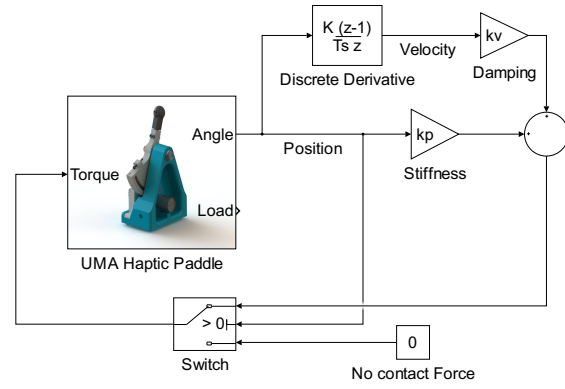 K (z-1)
Ts z
Discrete Derivative
Velocity
kv
Damping
Angle
Position
kp
Stiffness
Torque
Load
UMA Haptic Paddle
> 0
Switch
0
No contact Force